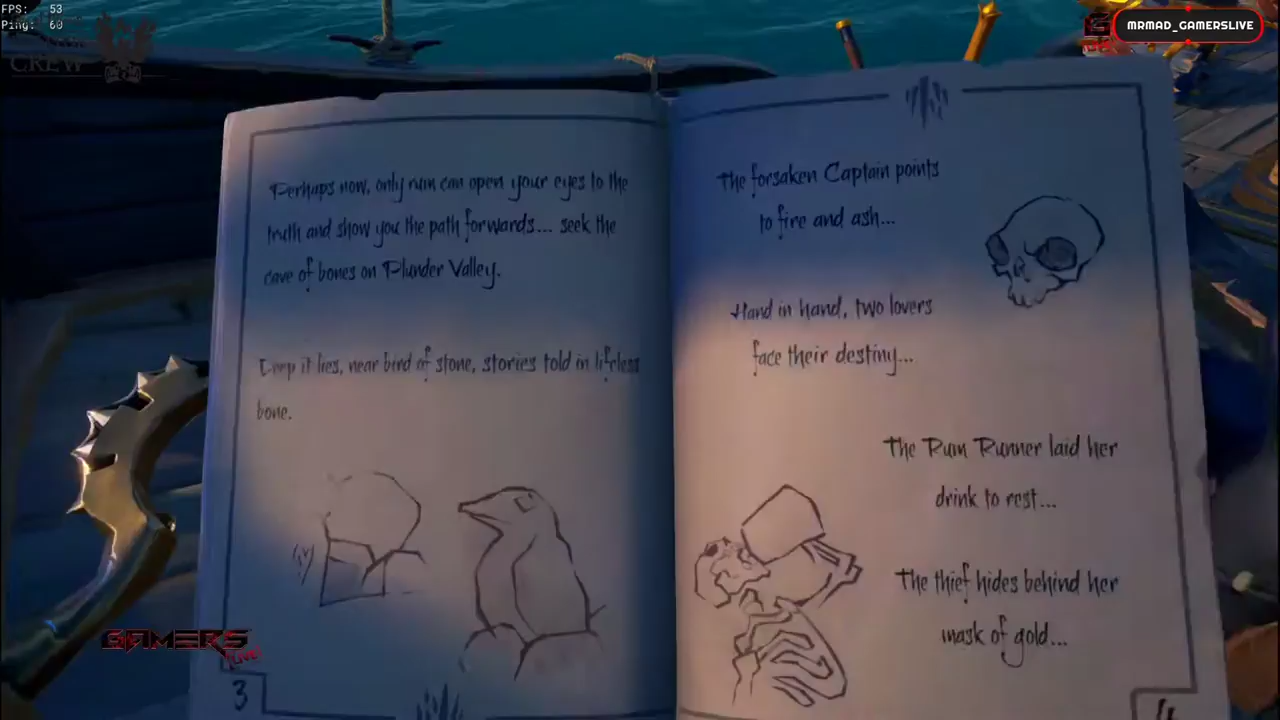 FPS: 53
Ping: 60
CREW
MRMAD_GAMERSLIVE
Perhaps now, only rum can open your eyes to the
truth and show you the path forwards... seek the
cave of bones on Plunder Valley.
Deep it lies, near bird of stone, stories told in lifeless
bone.
3
The forsaken Captain points
to fire and ash...
Hand in hand, two lovers
face their destiny...
The Rum Runner laid her
drink to rest...
The thief hides behind her
mask of gold...
4
GAMERS
live!